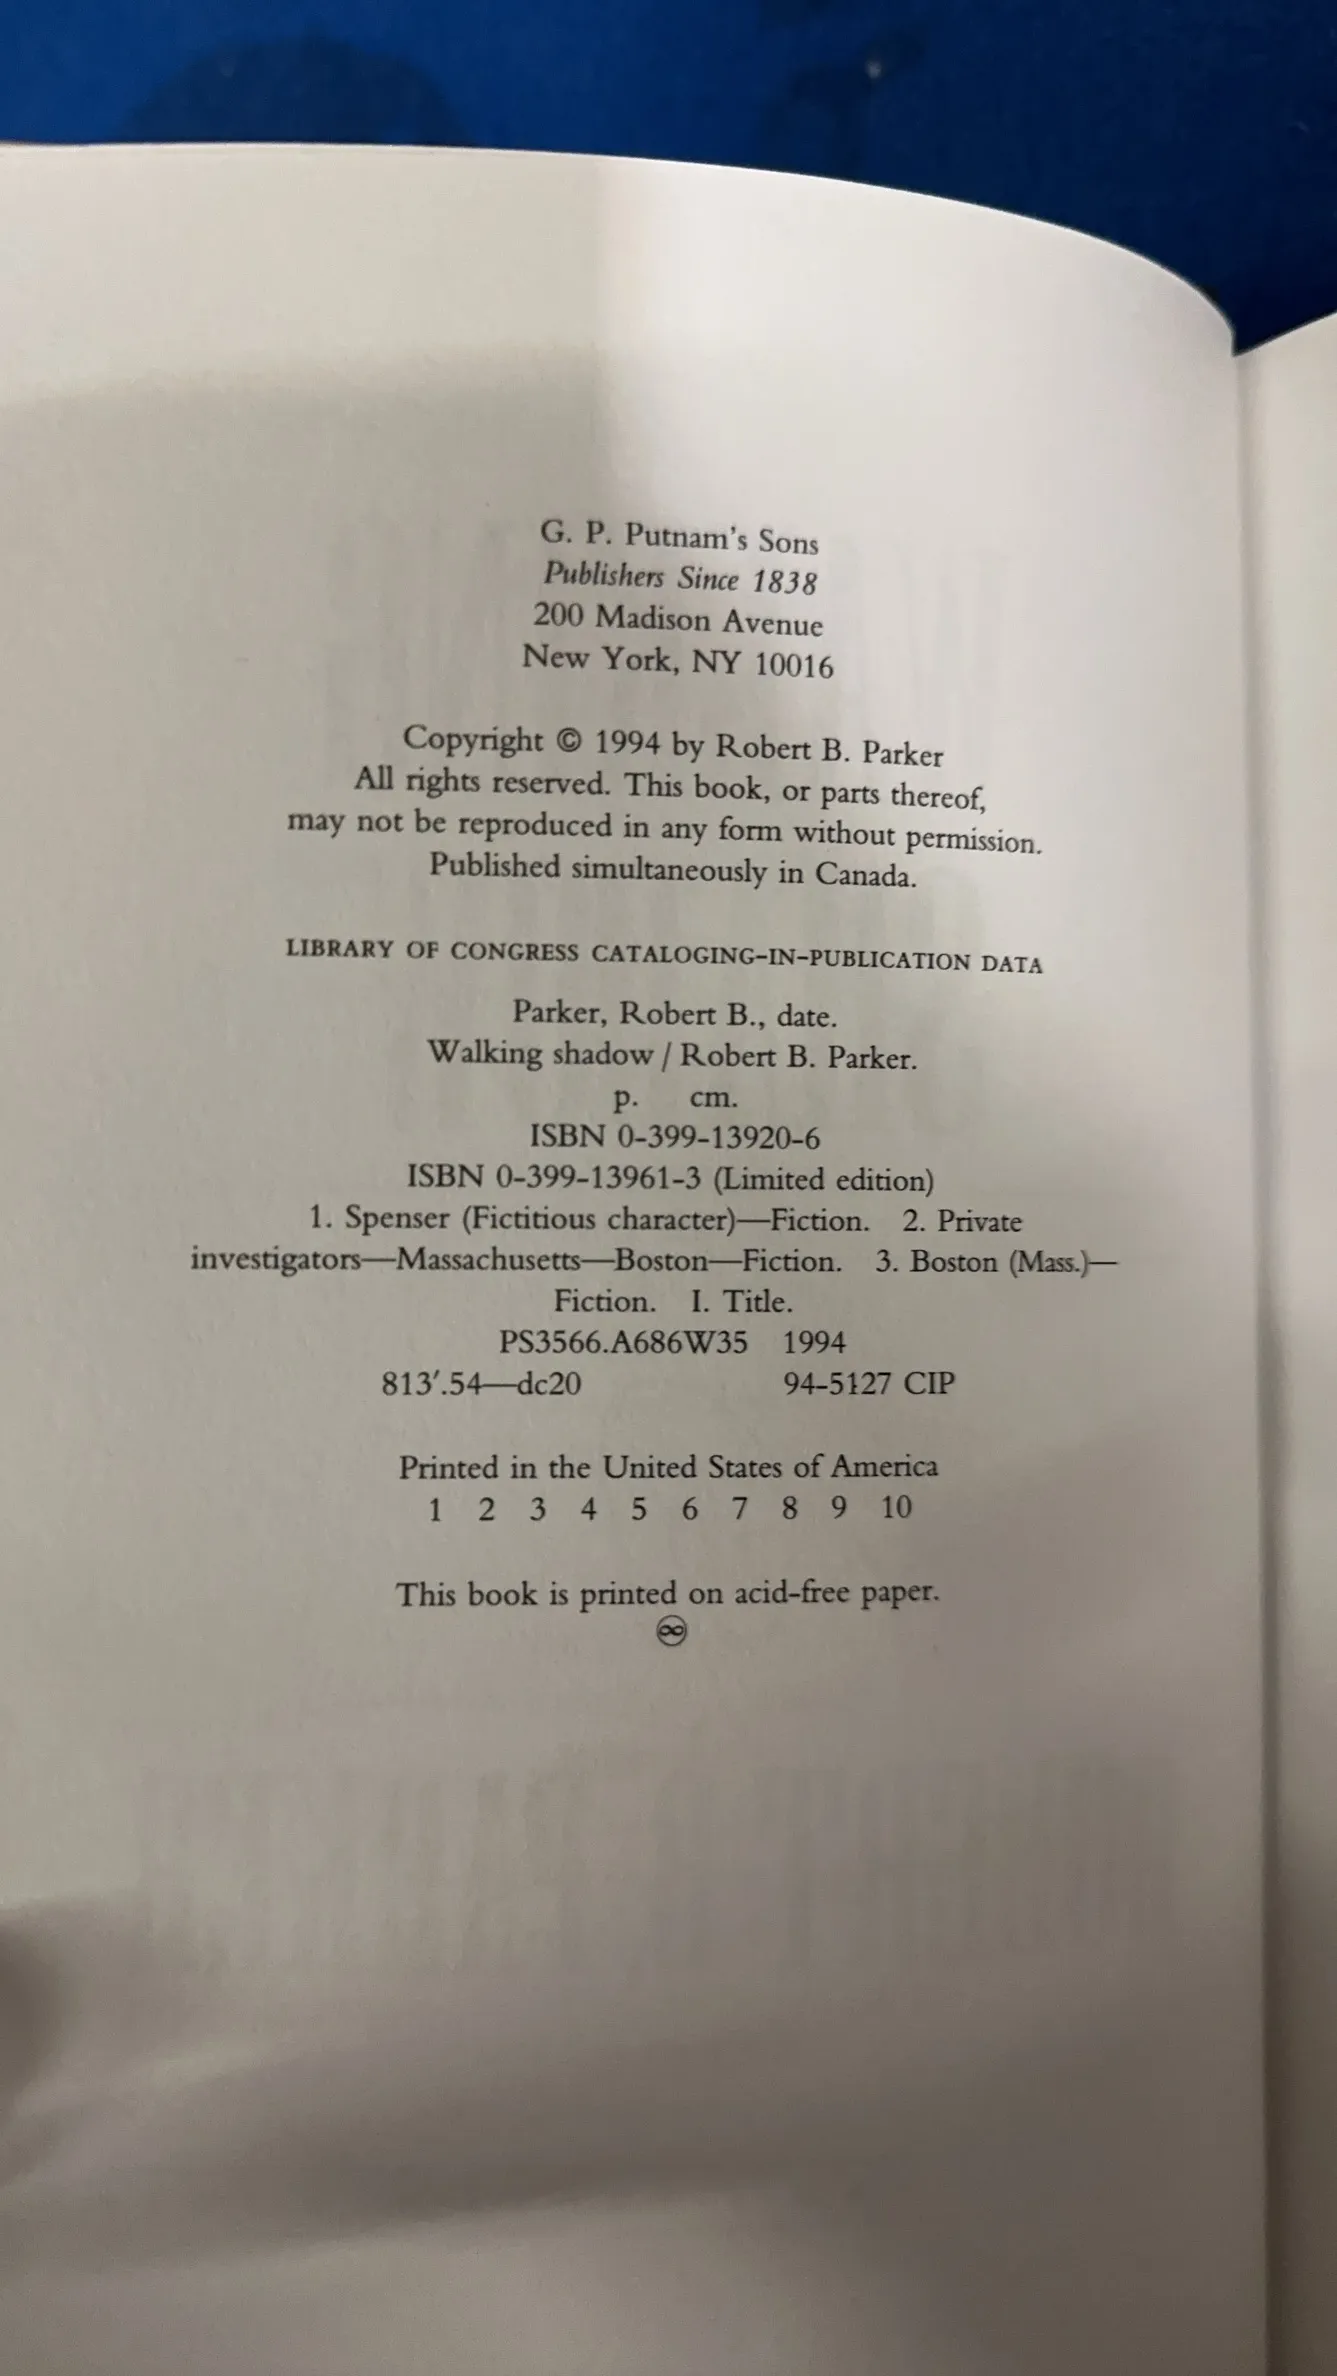 G. P. Putnam's Sons
Publishers Since 1838
200 Madison Avenue
New York, NY 10016
Copyright © 1994 by Robert B. Parker
All rights reserved. This book, or parts thereof,
may not be reproduced in any form without permission.
Published simultaneously in Canada.
LIBRARY OF CONGRESS CATALOGING-IN-PUBLICATION DATA
Parker, Robert B., date.
Walking shadow / Robert B. Parker.
p. cm.
ISBN 0-399-13920-6
ISBN 0-399-13961-3 (Limited edition)
1. Spenser (Fictitious character)—Fiction. 2. Private
investigators—Massachusetts—Boston—Fiction. 3. Boston (Mass.)—
Fiction. I. Title.
PS3566.A686W35 1994
813′.54—dc20 94-5127 CIP
Printed in the United States of America
1 2 3 4 5 6 7 8 9 10
This book is printed on acid-free paper.
♾